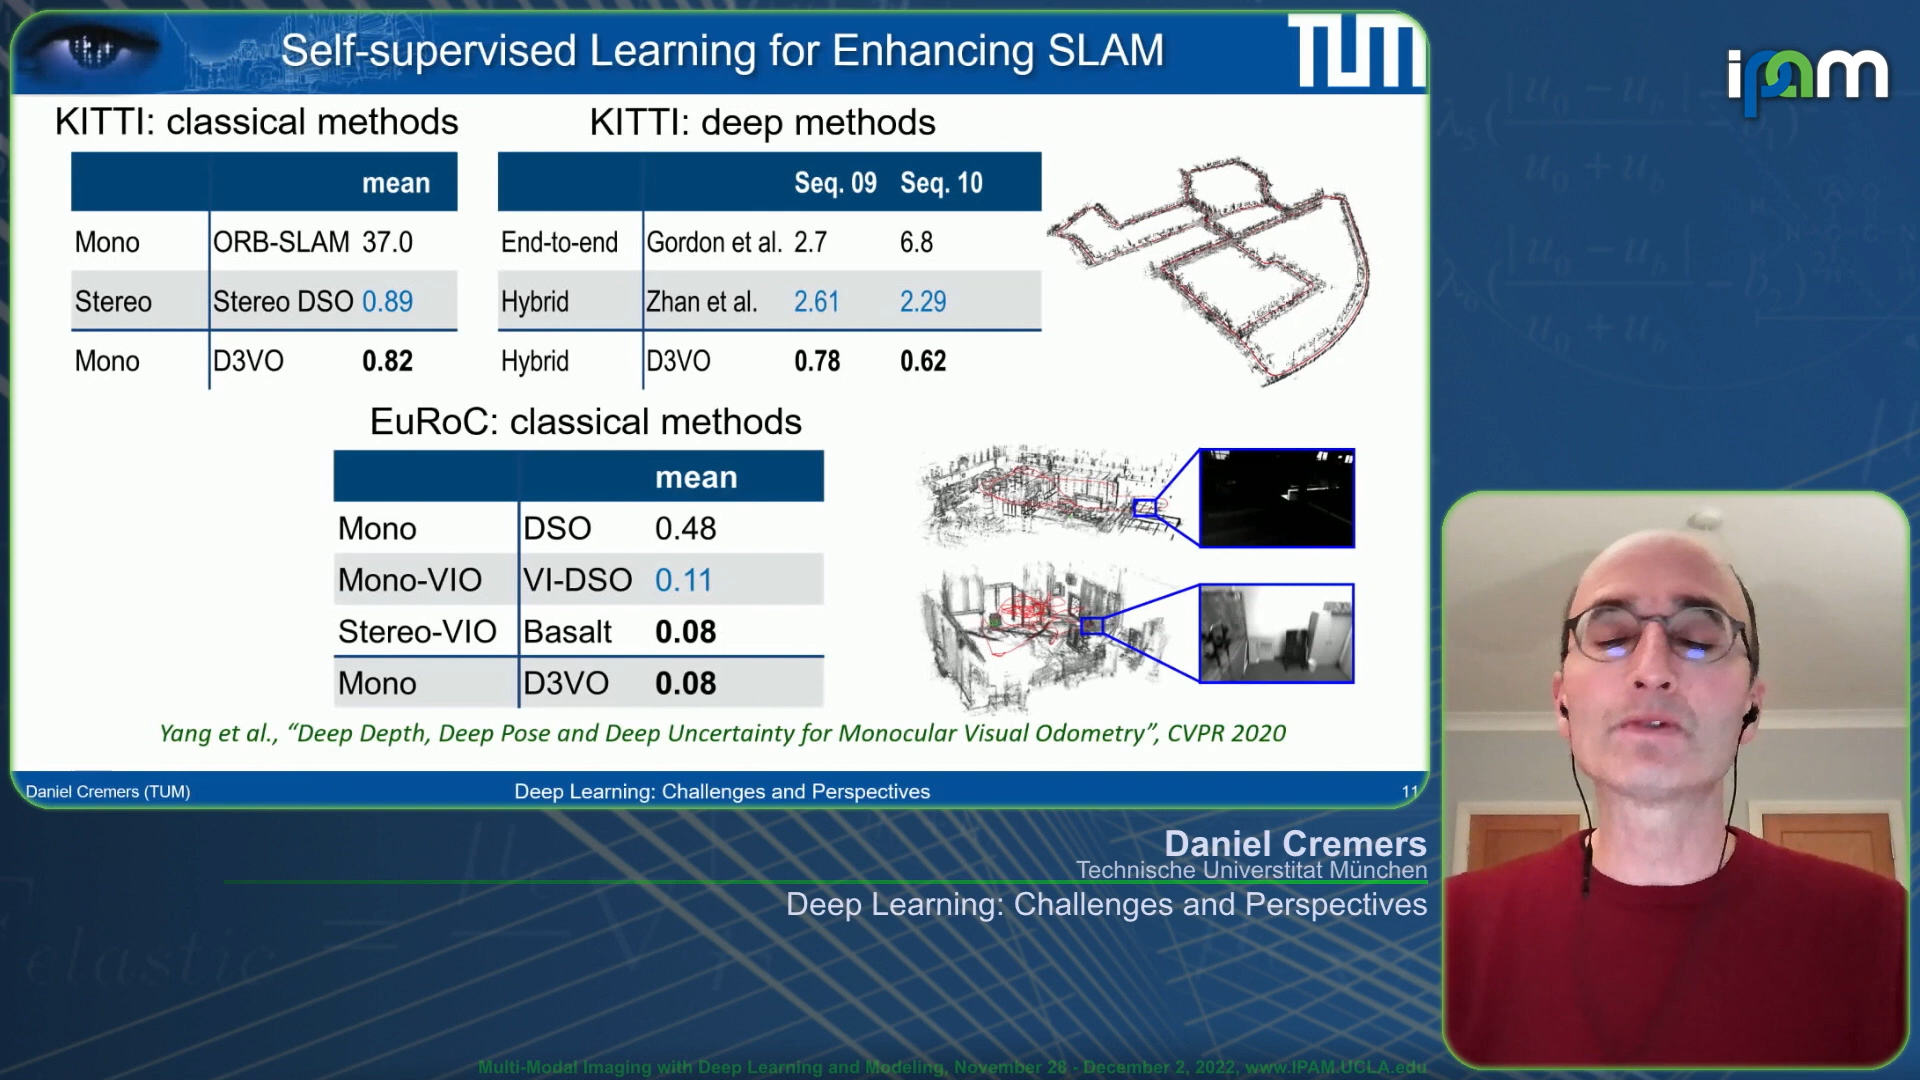 Self-supervised Learning for Enhancing SLAM
TUM
ipam
KITTI: classical methods
mean
Mono ORB-SLAM 37.0
Stereo Stereo DSO 0.89
Mono D3VO 0.82
KITTI: deep methods
Seq. 09 Seq. 10
End-to-end Gordon et al. 2.7 6.8
Hybrid Zhan et al. 2.61 2.29
Hybrid D3VO 0.78 0.62
EuRoC: classical methods
mean
Mono DSO 0.48
Mono-VIO VI-DSO 0.11
Stereo-VIO Basalt 0.08
Mono D3VO 0.08
Yang et al., “Deep Depth, Deep Pose and Deep Uncertainty for Monocular Visual Odometry”, CVPR 2020
Daniel Cremers (TUM) Deep Learning: Challenges and Perspectives 11
Daniel Cremers
Technische Universtitat München
Deep Learning: Challenges and Perspectives
elastic
Multi-Modal Imaging with Deep Learning and Modeling, November 28 - December 2, 2022, www.IPAM.UCLA.edu